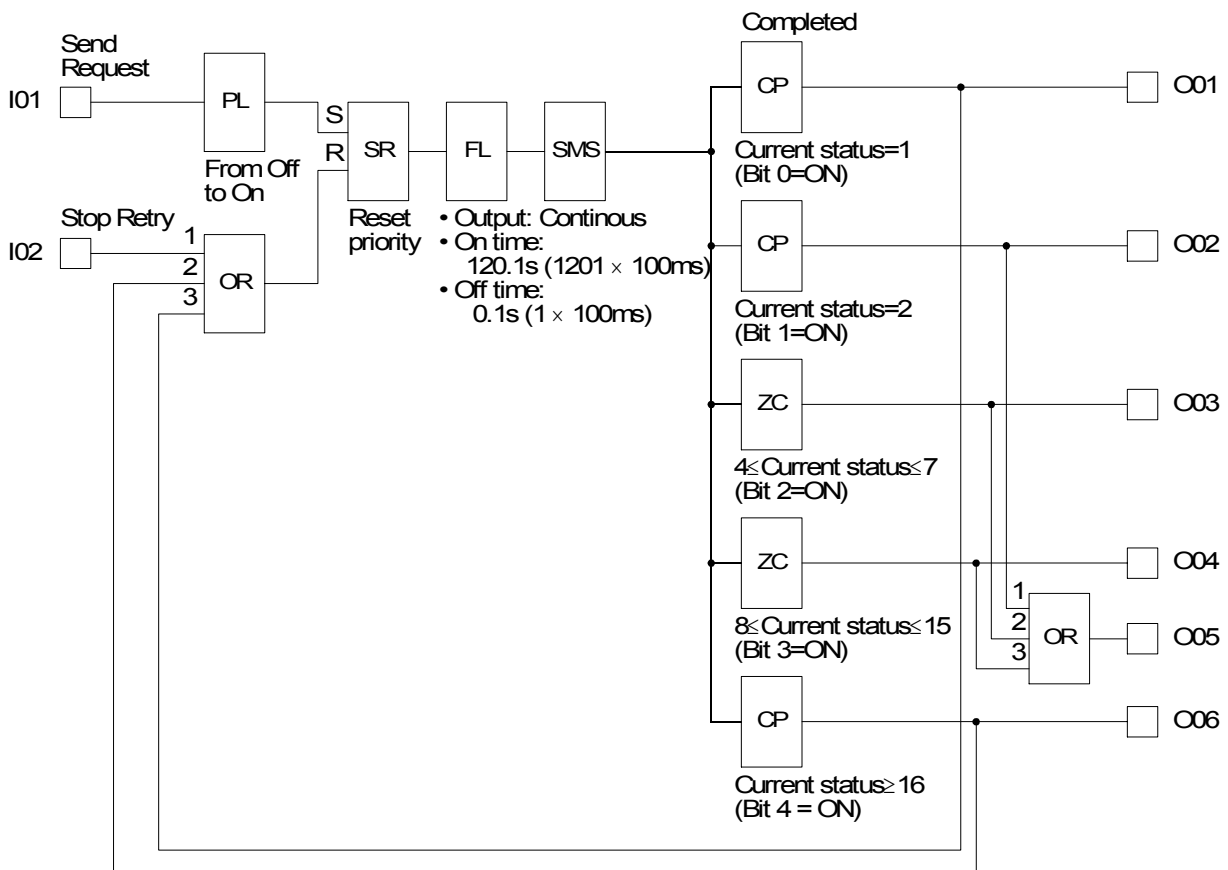 Completed
Send
Request
I01
PL
From Off
to On
S
R
SR
Reset
priority
FL
SMS
• Output: Continous
• On time:
120.1s (1201 × 100ms)
• Off time:
0.1s (1 × 100ms)
Stop Retry
I02
1
2
3
OR
CP
O01
Current status=1
(Bit 0=ON)
CP
O02
Current status=2
(Bit 1=ON)
ZC
O03
4≤Current status≤7
(Bit 2=ON)
ZC
O04
8≤Current status≤15
(Bit 3=ON)
1
2
3
OR
O05
CP
O06
Current status≥16
(Bit 4 = ON)